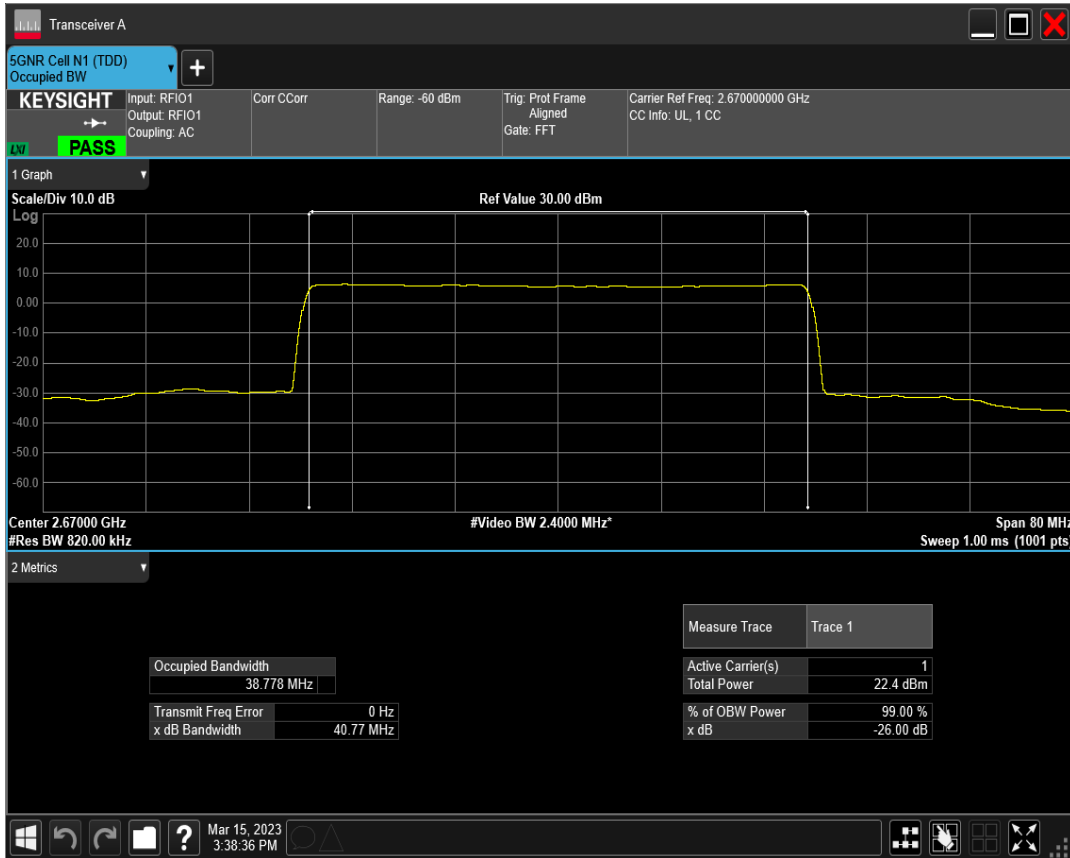 Transceiver A
5GNR Cell N1 (TDD)
Occupied BW
+
KEYSIGHT
LXI
PASS
Input: RFIO1
Output: RFIO1
Coupling: AC
Corr CCorr
Range: -60 dBm
Trig: Prot Frame
Aligned
Gate: FFT
Carrier Ref Freq: 2.670000000 GHz
CC Info: UL, 1 CC
1 Graph
Scale/Div 10.0 dB
Ref Value 30.00 dBm
Log
20.0
10.0
0.00
-10.0
-20.0
-30.0
-40.0
-50.0
-60.0
Center 2.67000 GHz
#Video BW 2.4000 MHz*
Span 80 MHz
#Res BW 820.00 kHz
Sweep 1.00 ms (1001 pts)
2 Metrics
Measure Trace Trace 1
Occupied Bandwidth
38.778 MHz
Active Carrier(s) 1
Total Power 22.4 dBm
Transmit Freq Error 0 Hz
x dB Bandwidth 40.77 MHz
% of OBW Power 99.00 %
x dB -26.00 dB
?
Mar 15, 2023
3:38:36 PM